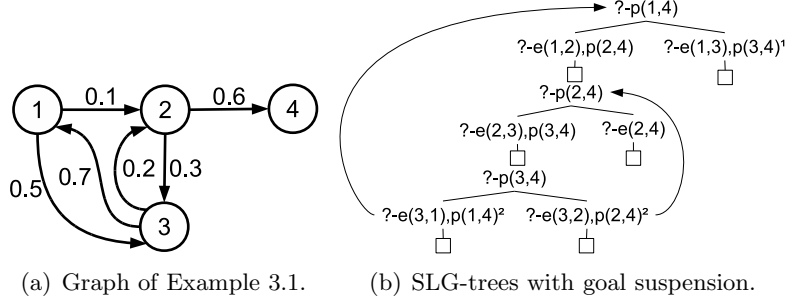 ?-p(1,4)
?-e(1,2),p(2,4) ?-e(1,3),p(3,4)¹
?-p(2,4)
?-e(2,3),p(3,4) ?-e(2,4)
?-p(3,4)
?-e(3,1),p(1,4)² ?-e(3,2),p(2,4)²
1 0.1 2 0.6 4
0.5 0.7 0.2 0.3
3
(a) Graph of Example 3.1. (b) SLG-trees with goal suspension.